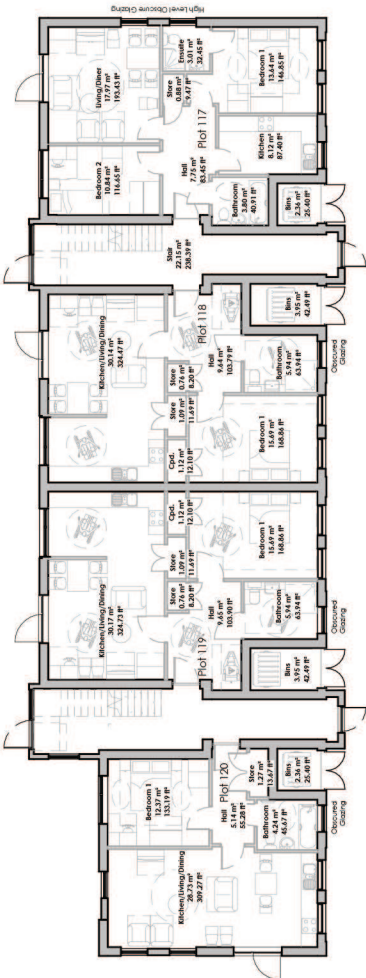 High Level Obscure Glazing
Living/Diner
17.97 m²
193.43 ft²
Ensuite
3.01 m²
32.45 ft²
Bedroom 1
13.64 m²
146.85 ft²
Store
0.88 m²
9.47 ft²
Plot 117
Bedroom 2
10.84 m²
116.65 ft²
Hall
7.75 m²
83.45 ft²
Kitchen
8.12 m²
87.40 ft²
Bathroom
3.80 m²
40.91 ft²
Bins
2.36 m²
25.40 ft²
Stair
22.15 m²
238.39 ft²
Bins
3.95 m²
42.49 ft²
Plot 118
Kitchen/Living/Dining
30.14 m²
324.47 ft²
Hall
9.64 m²
103.79 ft²
Store
0.76 m²
8.20 ft²
Bathroom
5.94 m²
63.94 ft²
Obscured
Glazing
Store
1.09 m²
11.69 ft²
Cpd.
1.12 m²
12.10 ft²
Bedroom 1
15.69 m²
168.86 ft²
Cpd.
1.12 m²
12.10 ft²
Bedroom 1
15.69 m²
168.86 ft²
Store
1.09 m²
11.69 ft²
Store
0.76 m²
8.20 ft²
Kitchen/Living/Dining
30.17 m²
324.73 ft²
Hall
9.65 m²
103.90 ft²
Bathroom
5.94 m²
63.94 ft²
Obscured
Glazing
Plot 119
Bins
3.95 m²
42.49 ft²
Plot 120
Bedroom 1
12.37 m²
133.19 ft²
Store
1.27 m²
13.67 ft²
Bins
2.36 m²
25.40 ft²
Hall
5.14 m²
55.28 ft²
Bathroom
4.24 m²
45.67 ft²
Obscured
Glazing
Kitchen/Living/Dining
28.73 m²
309.27 ft²